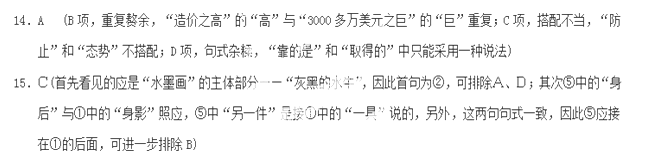 14. A （B项，重复赘余，“造价之高”的“高”与“3000多万美元之巨”的“巨”重复；C项，搭配不当，“防
止”和“态势”不搭配；D项，句式杂糅，“靠的是”和“取得的”中只能采用一种说法）
15. C(首先看见的应是“水墨画”的主体部分——“灰黑的水牛”，因此首句为②，可排除A、D；其次⑤中的“身
后”与①中的“身影”照应，⑤中“另一件”是接①中的“一是”说的，另外，这两句句式一致，因此⑤应接
在①的后面，可进一步排除B)